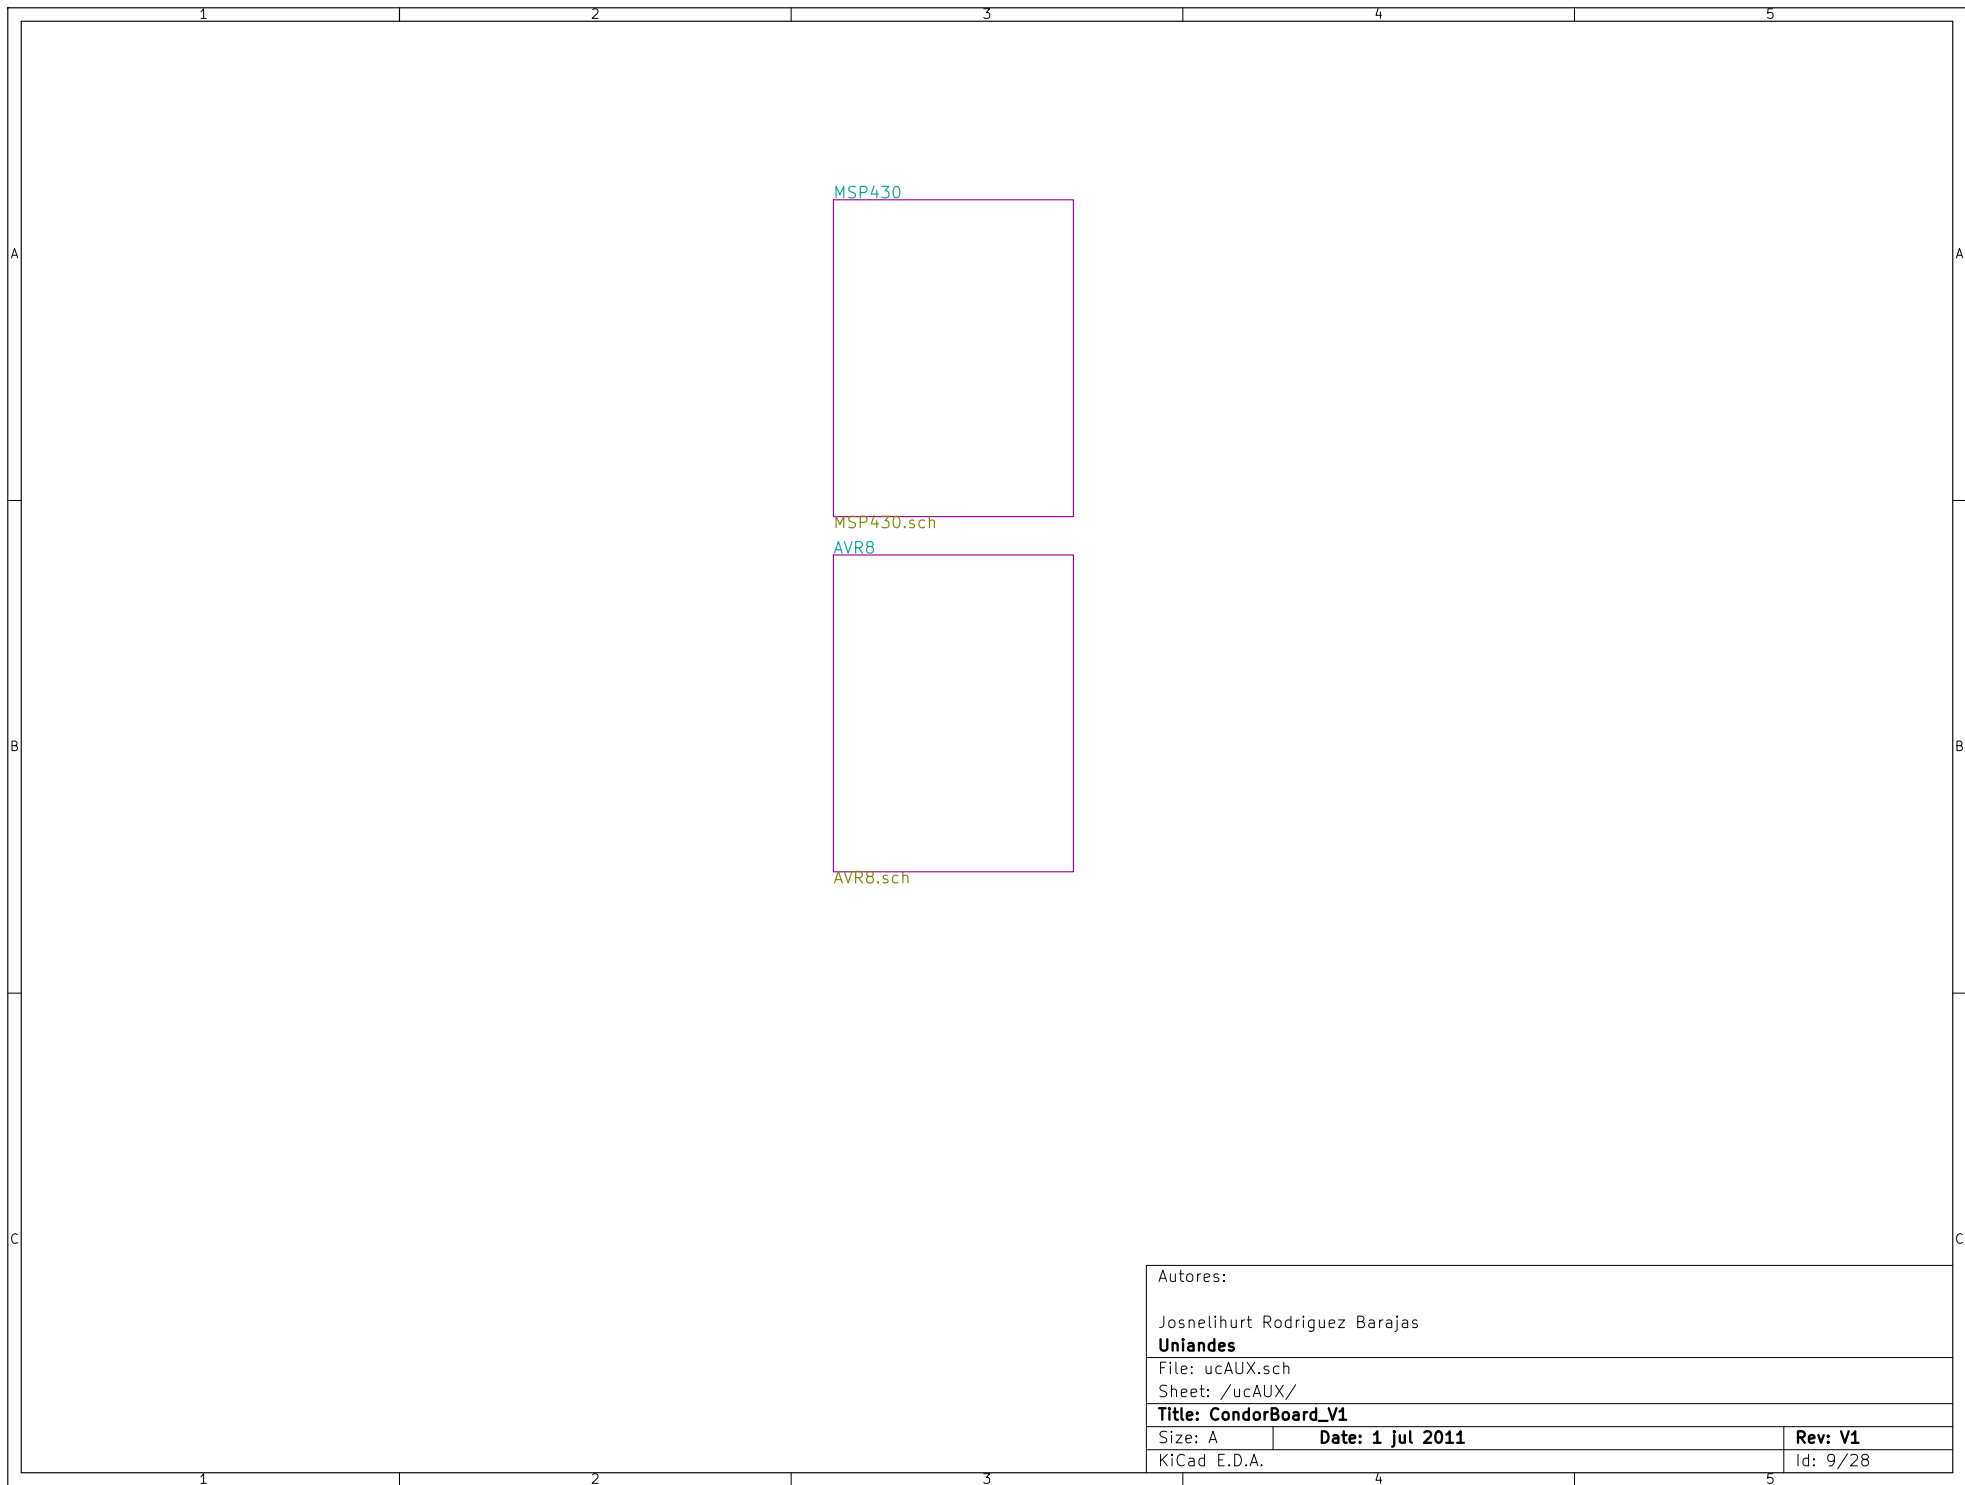 1 2 3 4 5
MSP430
A A
MSP430.sch
AVR8
B B
AVR8.sch
C C
Autores:
Josnelihurt Rodriguez Barajas
Uniandes
File: ucAUX.sch
Sheet: /ucAUX/
Title: CondorBoard_V1
Size: A Date: 1 jul 2011 Rev: V1
KiCad E.D.A. Id: 9/28
1 2 3 4 5